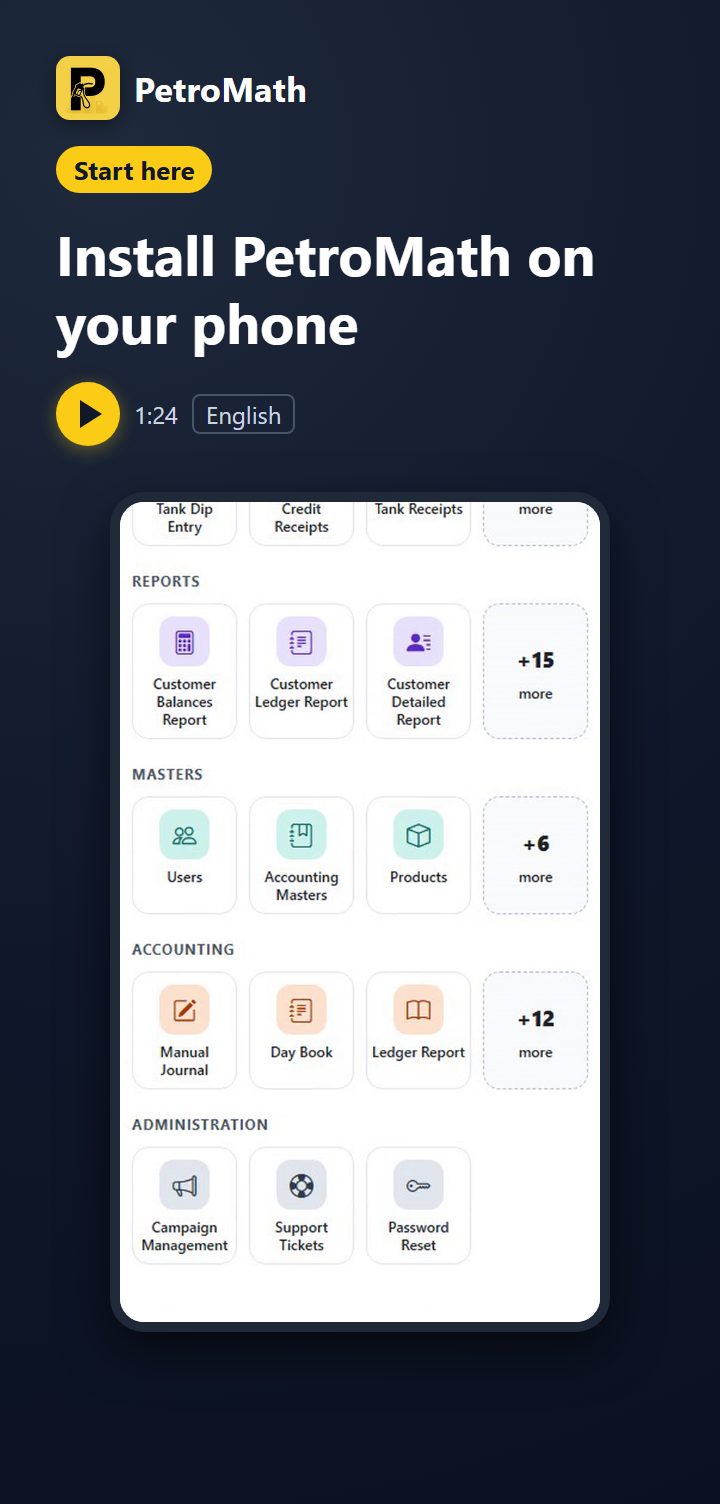 PetroMath
Start here
Install PetroMath on
your phone
1:24 English
Tank Dip
Entry
Credit
Receipts
Tank Receipts
more
REPORTS
Customer
Balances
Report
Customer
Ledger Report
Customer
Detailed
Report
+15
more
MASTERS
Users
Accounting
Masters
Products
+6
more
ACCOUNTING
Manual
Journal
Day Book
Ledger Report
+12
more
ADMINISTRATION
Campaign
Management
Support
Tickets
Password
Reset